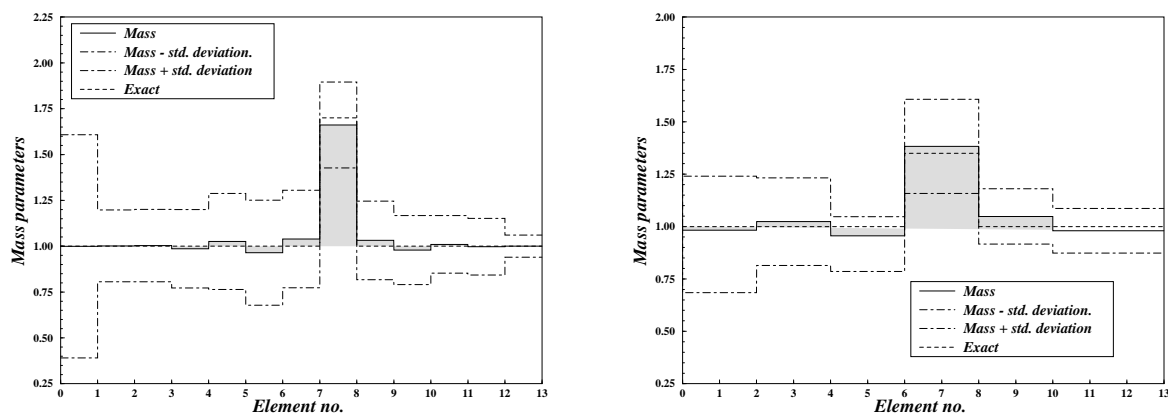 2.25
2.00
1.75
1.50
1.25
1.00
0.75
0.50
0.25
Mass parameters
Mass
Mass - std. deviation.
Mass + std. deviation
Exact
0 1 2 3 4 5 6 7 8 9 10 11 12 13
Element no.
2.00
1.75
1.50
1.25
1.00
0.75
0.50
0.25
Mass parameters
Mass
Mass - std. deviation.
Mass + std. deviation
Exact
0 1 2 3 4 5 6 7 8 9 10 11 12 13
Element no.